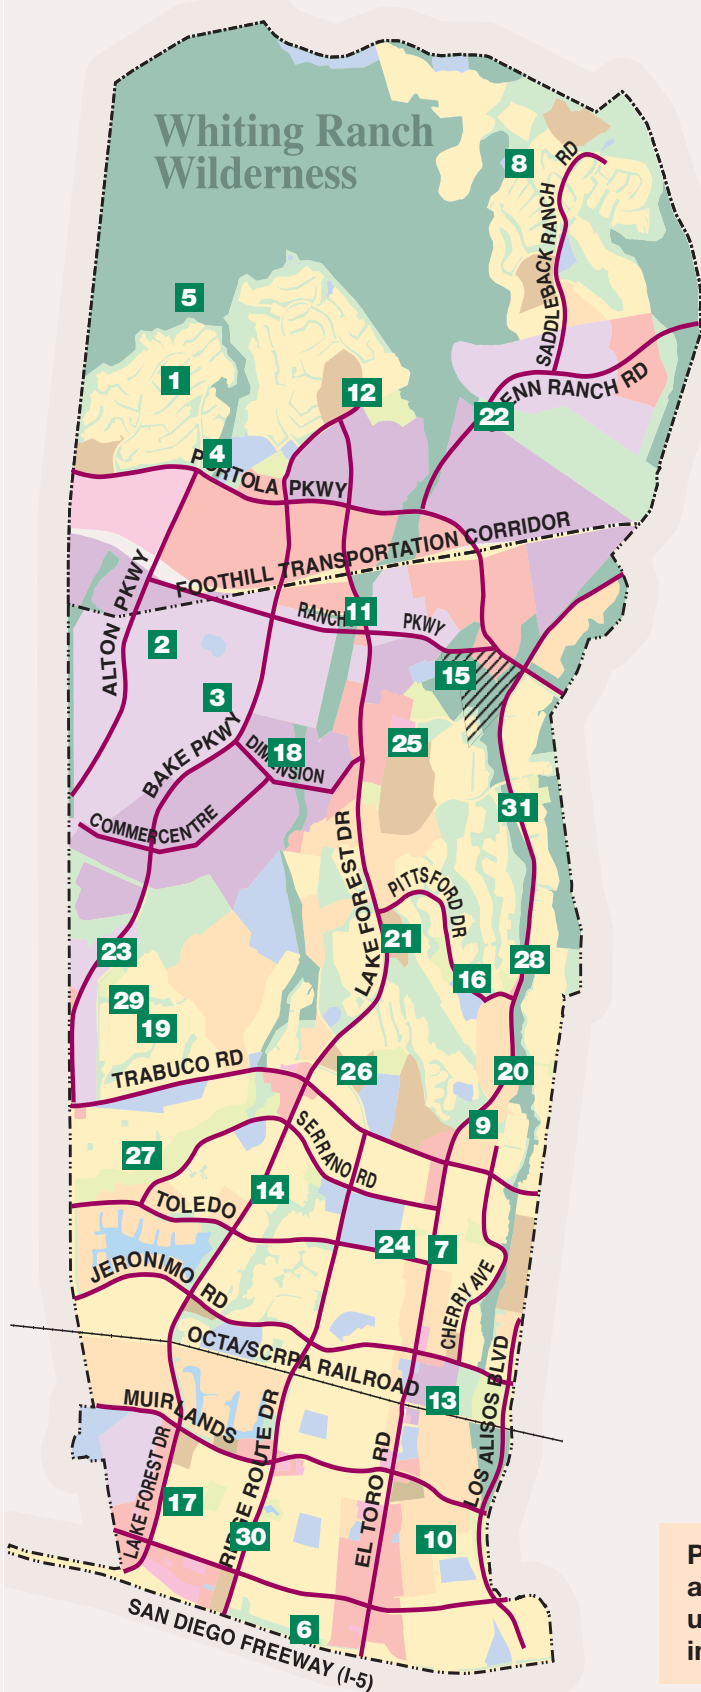 Whiting Ranch
Wilderness
8
SADDLEBACK RANCH RD
5
1
12
22
ENN RANCH RD
4
PORTOLA PKWY
FOOTHILL TRANSPORTATION CORRIDOR
ALTON PKWY
RANCH
11
PKWY
2
15
3
BAKE PKWY
18
DIMENSION
25
COMMERCENTRE
31
LAKE FOREST DR
PITTSFORD DR
21
23
28
16
29
19
TRABUCO RD
26
20
9
SERRANO RD
27
14
TOLEDO
24
7
JERONIMO RD
CHERRY AVE
OCTA/SCRPA RAILROAD
13
LOS ALISOS BLVD
MUIRLANDS
LAKE FOREST DR
RIDGE ROUTE DR
EL TORO RD
17
30
10
6
SAN DIEGO FREEWAY (I-5)